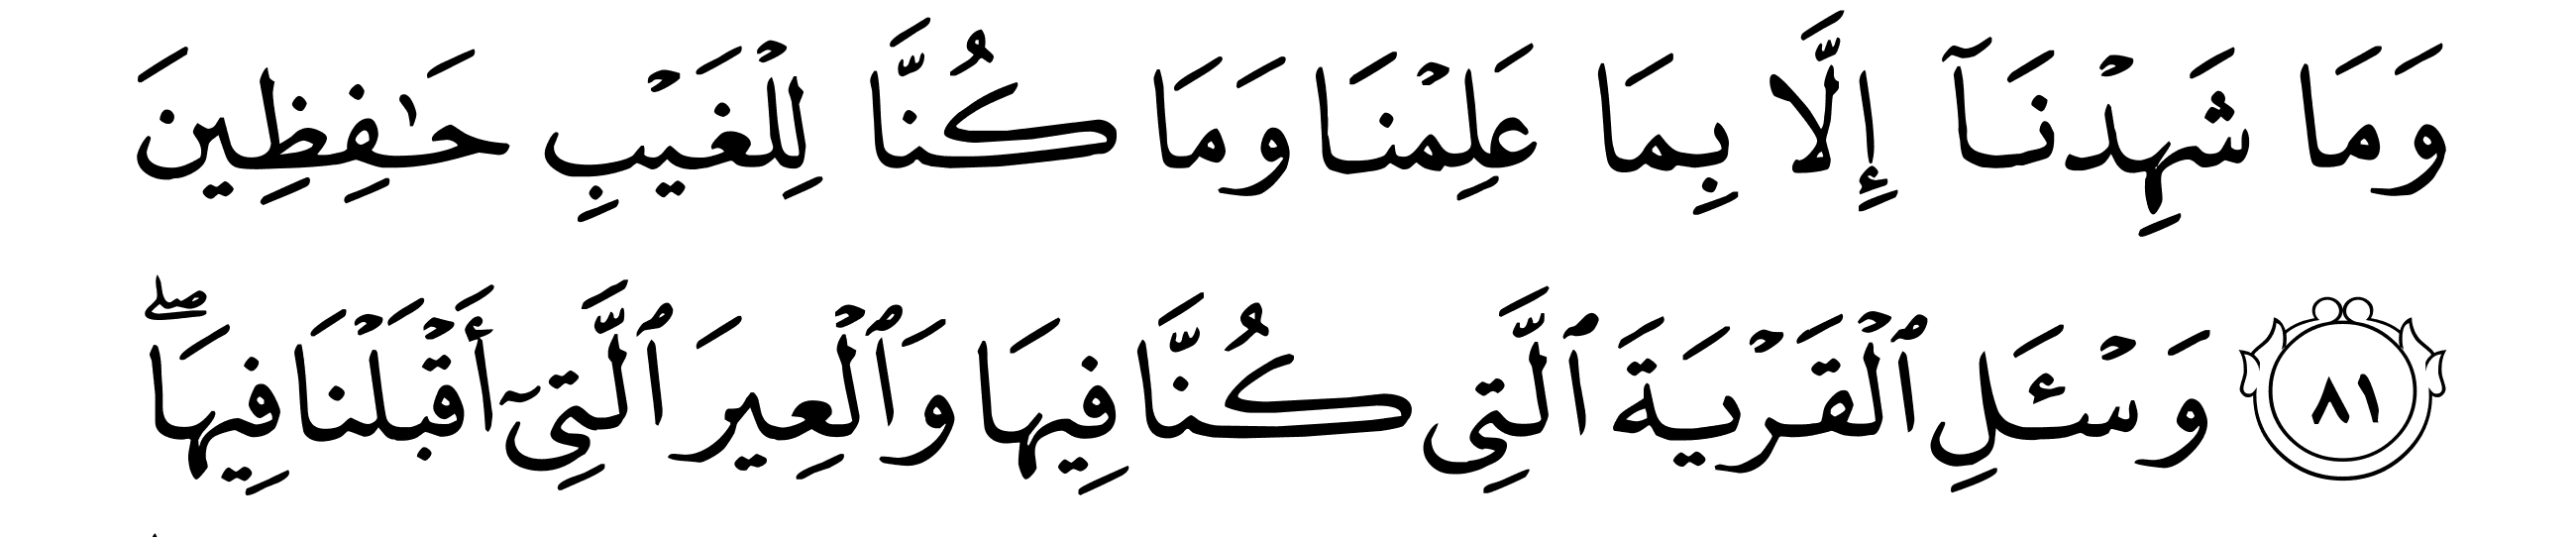 وَمَا شَهِدْنَآ إِلَّا بِمَا عَلِمْنَا وَمَا كُنَّا لِلْغَيْبِ حَـٰفِظِينَ
٨١ وَسْـَٔلِ ٱلْقَرْيَةَ ٱلَّتِى كُنَّا فِيهَا وَٱلْعِيرَ ٱلَّتِىٓ أَقْبَلْنَا فِيهَا ۖ